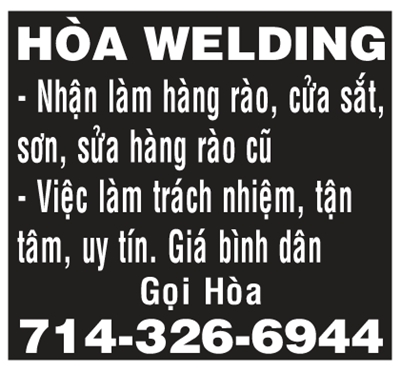 HÒA WELDING
- Nhận làm hàng rào, cửa sắt,
sơn, sửa hàng rào cũ
- Việc làm trách nhiệm, tận
tâm, uy tín. Giá bình dân
Gọi Hòa
714-326-6944